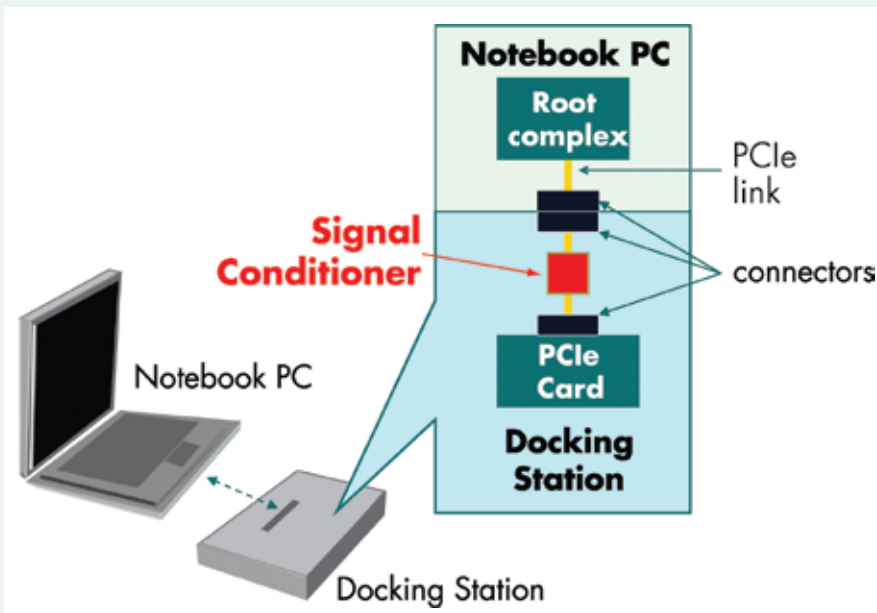 Notebook PC
Root
complex
PCIe
link
Signal
Conditioner
connectors
PCIe
Card
Notebook PC
Docking
Station
Docking Station